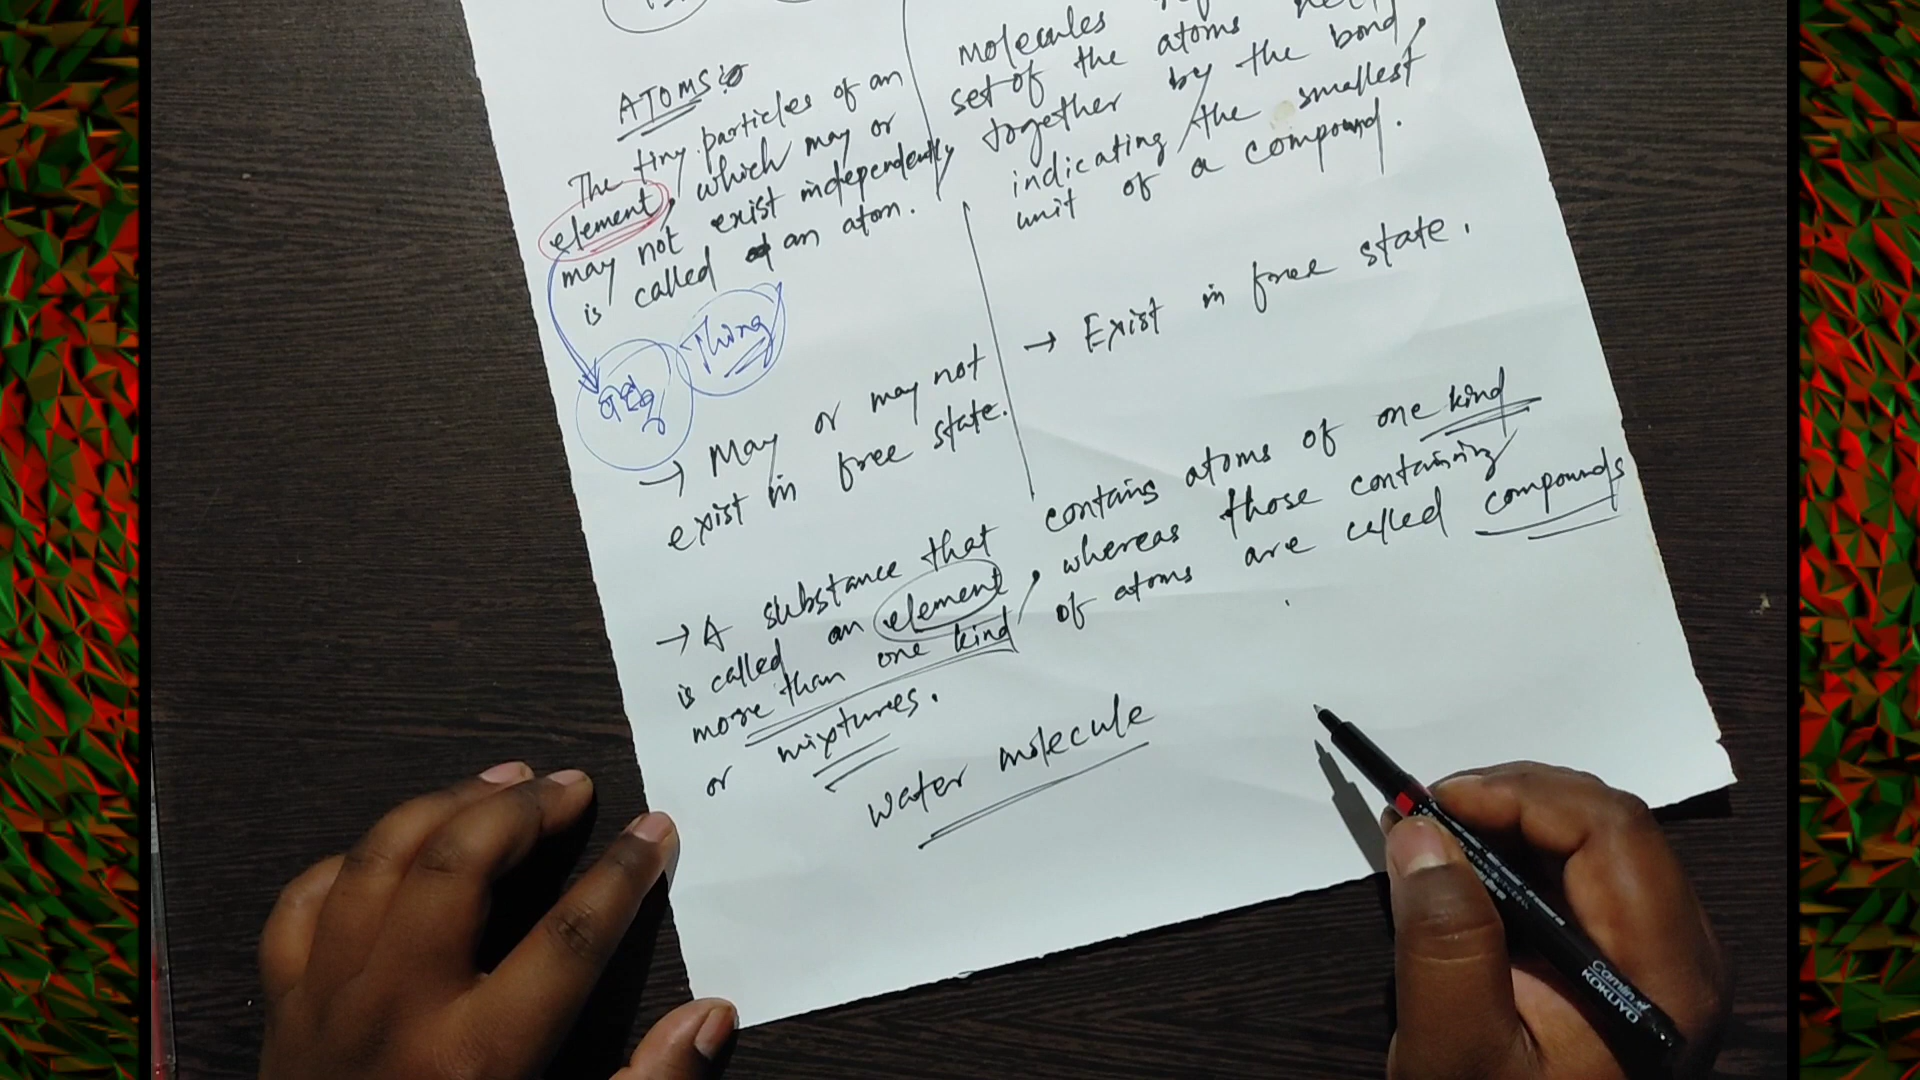 ATOMS:
The tiny particles of an
element, which may or
may not exist independently
is called an atom.
Thing
molecules
set of the atoms
together by the bond,
indicating the smallest
unit of a compound.
→ May or may not
exist in free state.
→ Exist in free state.
→ A substance that contains atoms of one kind
is called an element, whereas those containing
more than one kind of atoms are called compounds
or mixtures.
water molecule
Camlin
KOKUYO